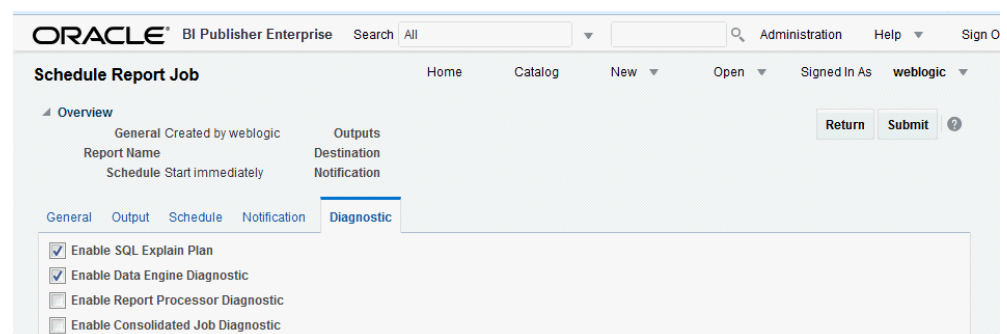 ORACLE BI Publisher Enterprise Search All Administration Help Sign O
Schedule Report Job Home Catalog New Open Signed In As weblogic
Overview
General Created by weblogic Outputs Return Submit ?
Report Name Destination
Schedule Start immediately Notification
General Output Schedule Notification Diagnostic
Enable SQL Explain Plan
Enable Data Engine Diagnostic
Enable Report Processor Diagnostic
Enable Consolidated Job Diagnostic